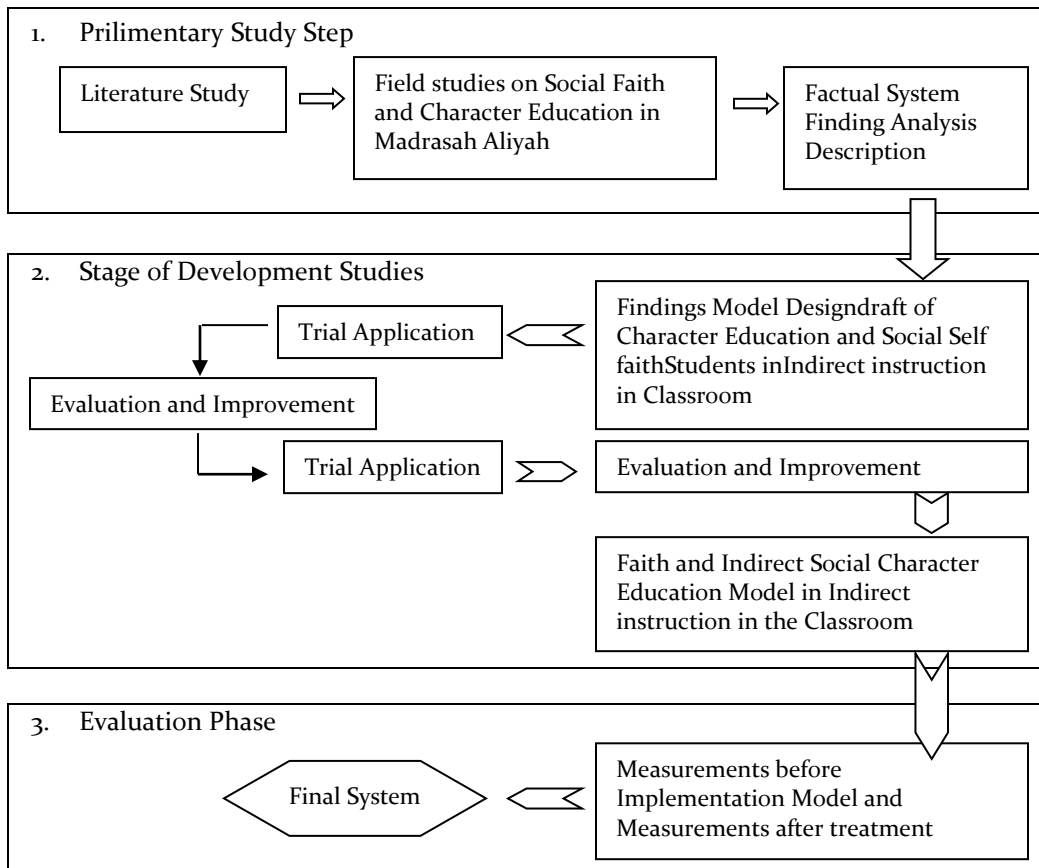 1. Prilimentary Study Step
Literature Study
Field studies on Social Faith
and Character Education in
Madrasah Aliyah
Factual System
Finding Analysis
Description
2. Stage of Development Studies
Findings Model Designdraft of
Character Education and Social Self
faithStudents inIndirect instruction
in Classroom
Trial Application
Evaluation and Improvement
Trial Application
Evaluation and Improvement
Faith and Indirect Social Character
Education Model in Indirect
instruction in the Classroom
3. Evaluation Phase
Measurements before
Implementation Model and
Measurements after treatment
Final System